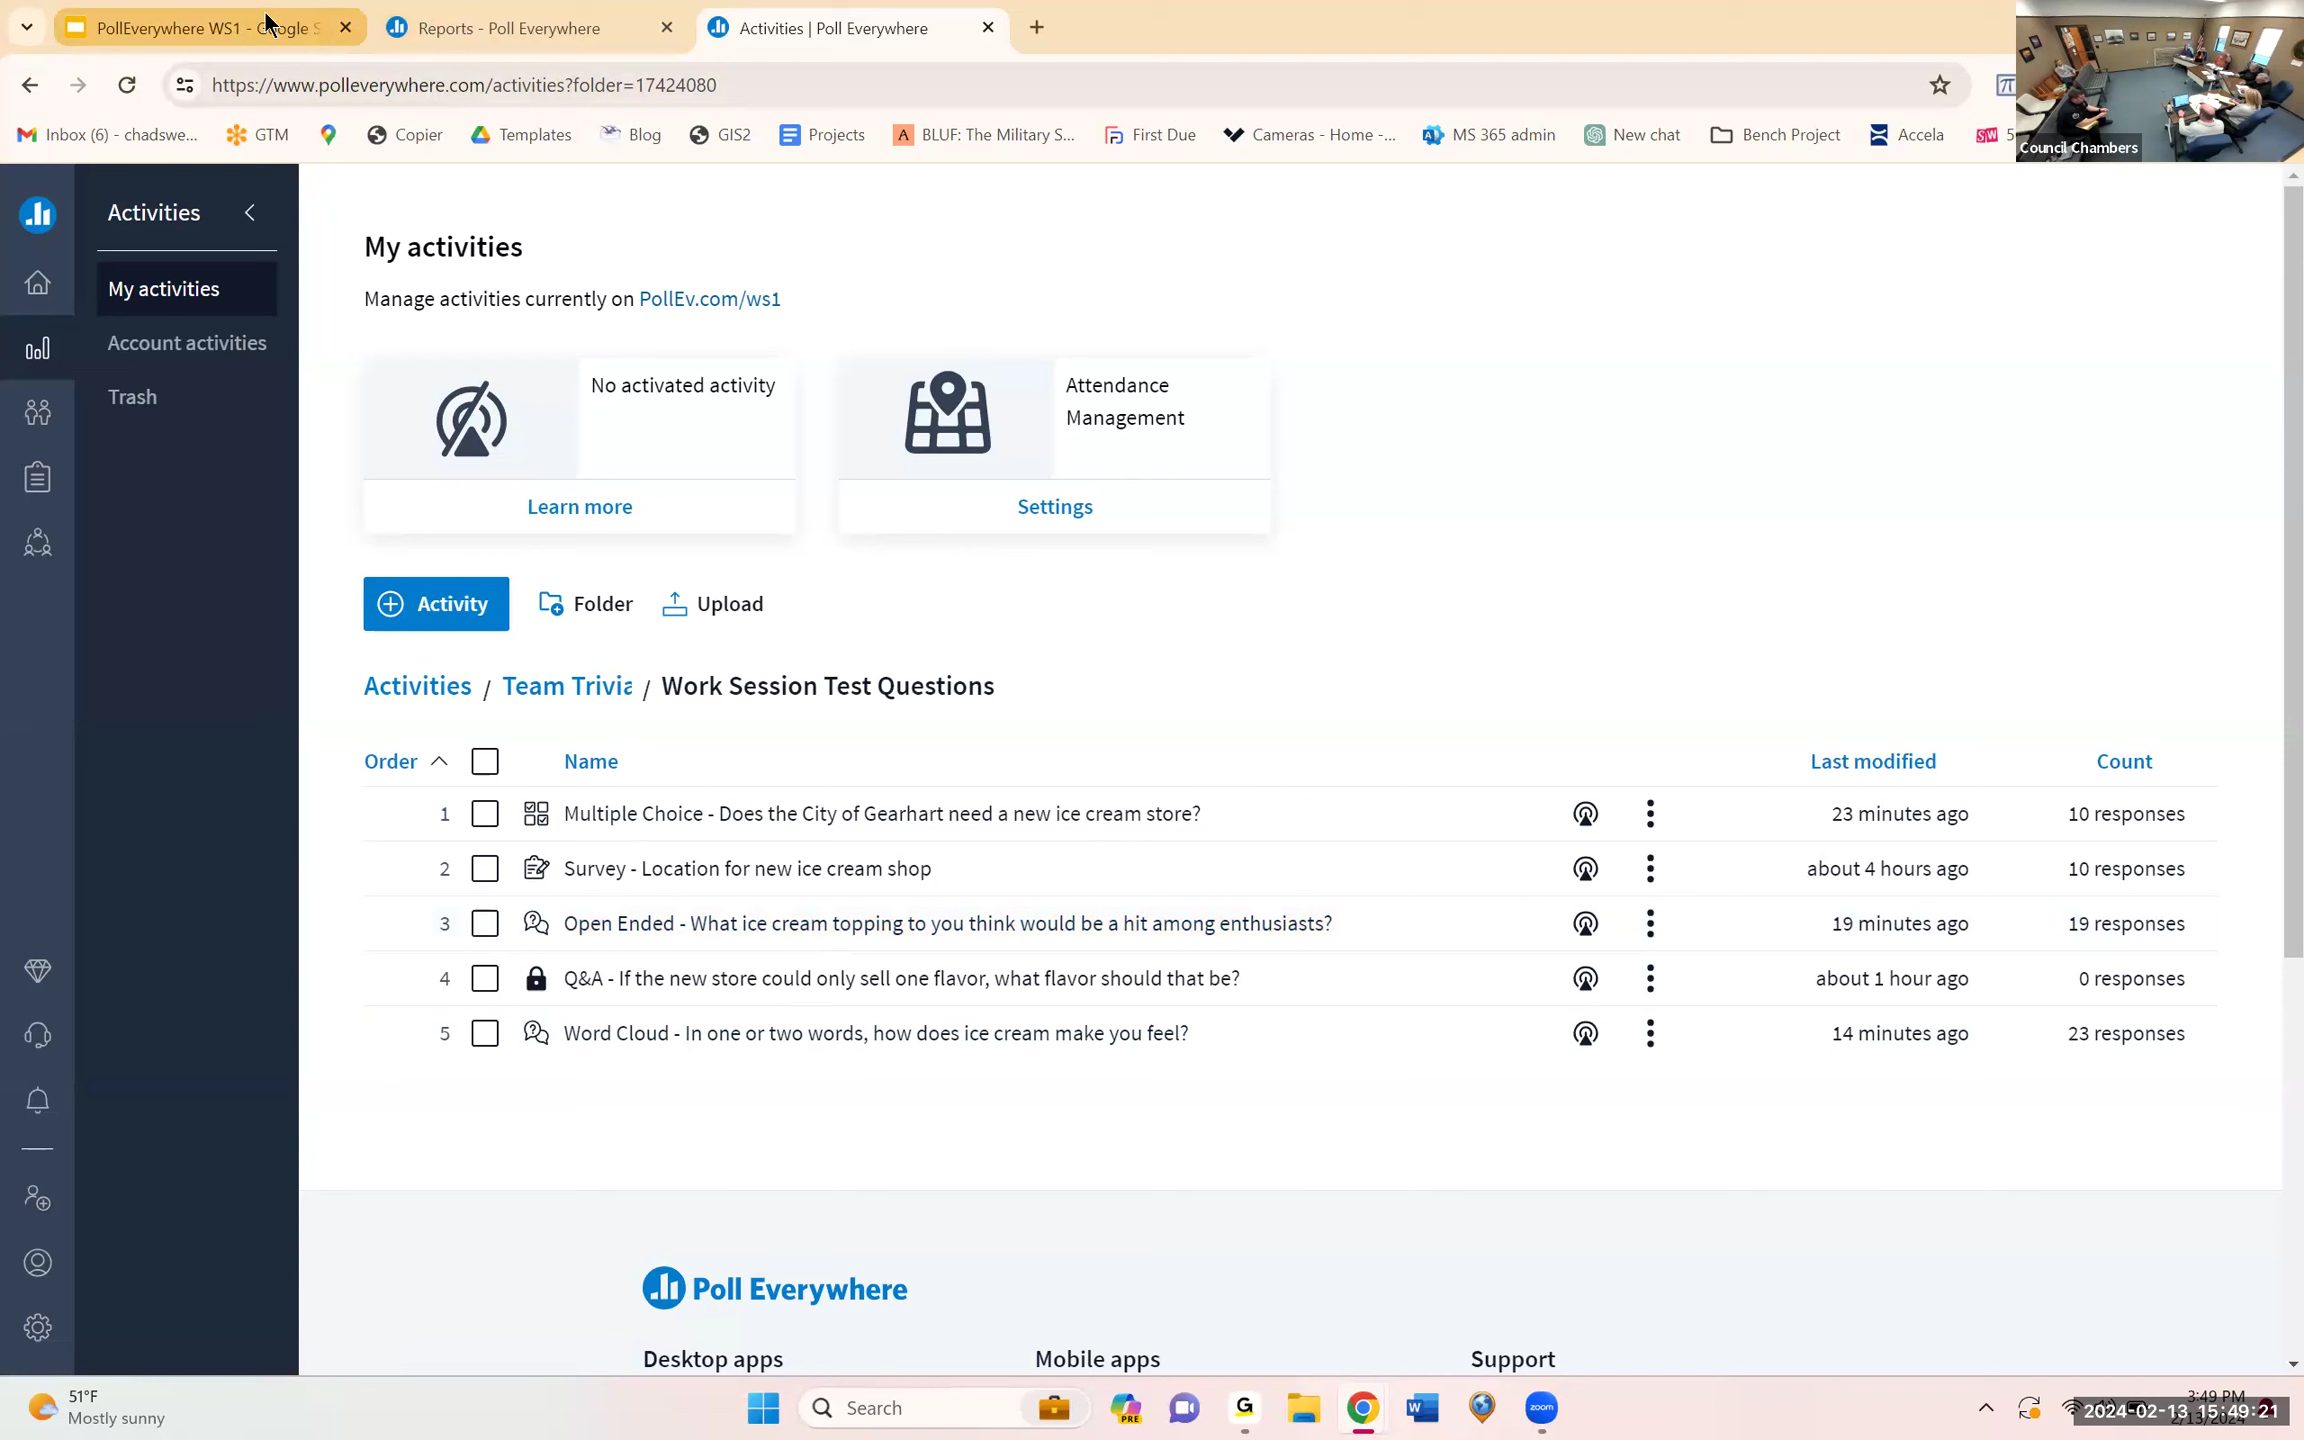 PollEverywhere WS1 - Google S
Reports - Poll Everywhere
Activities | Poll Everywhere
https://www.polleverywhere.com/activities?folder=17424080
Inbox (6) - chadswe...
GTM
Copier
Templates
Blog
GIS2
Projects
BLUF: The Military S...
First Due
Cameras - Home -...
MS 365 admin
New chat
Bench Project
Accela
5
Council Chambers
Activities
My activities
Account activities
Trash
My activities
Manage activities currently on PollEv.com/ws1
No activated activity
Learn more
Attendance
Management
Settings
Activity
Folder
Upload
Activities / Team Trivia / Work Session Test Questions
Order Name Last modified Count
1 Multiple Choice - Does the City of Gearhart need a new ice cream store? 23 minutes ago 10 responses
2 Survey - Location for new ice cream shop about 4 hours ago 10 responses
3 Open Ended - What ice cream topping to you think would be a hit among enthusiasts? 19 minutes ago 19 responses
4 Q&A - If the new store could only sell one flavor, what flavor should that be? about 1 hour ago 0 responses
5 Word Cloud - In one or two words, how does ice cream make you feel? 14 minutes ago 23 responses
Poll Everywhere
Desktop apps
Mobile apps
Support
51°F
Mostly sunny
Search
PRE
zoom
3:49 PM
2024-02-13 15:49:21